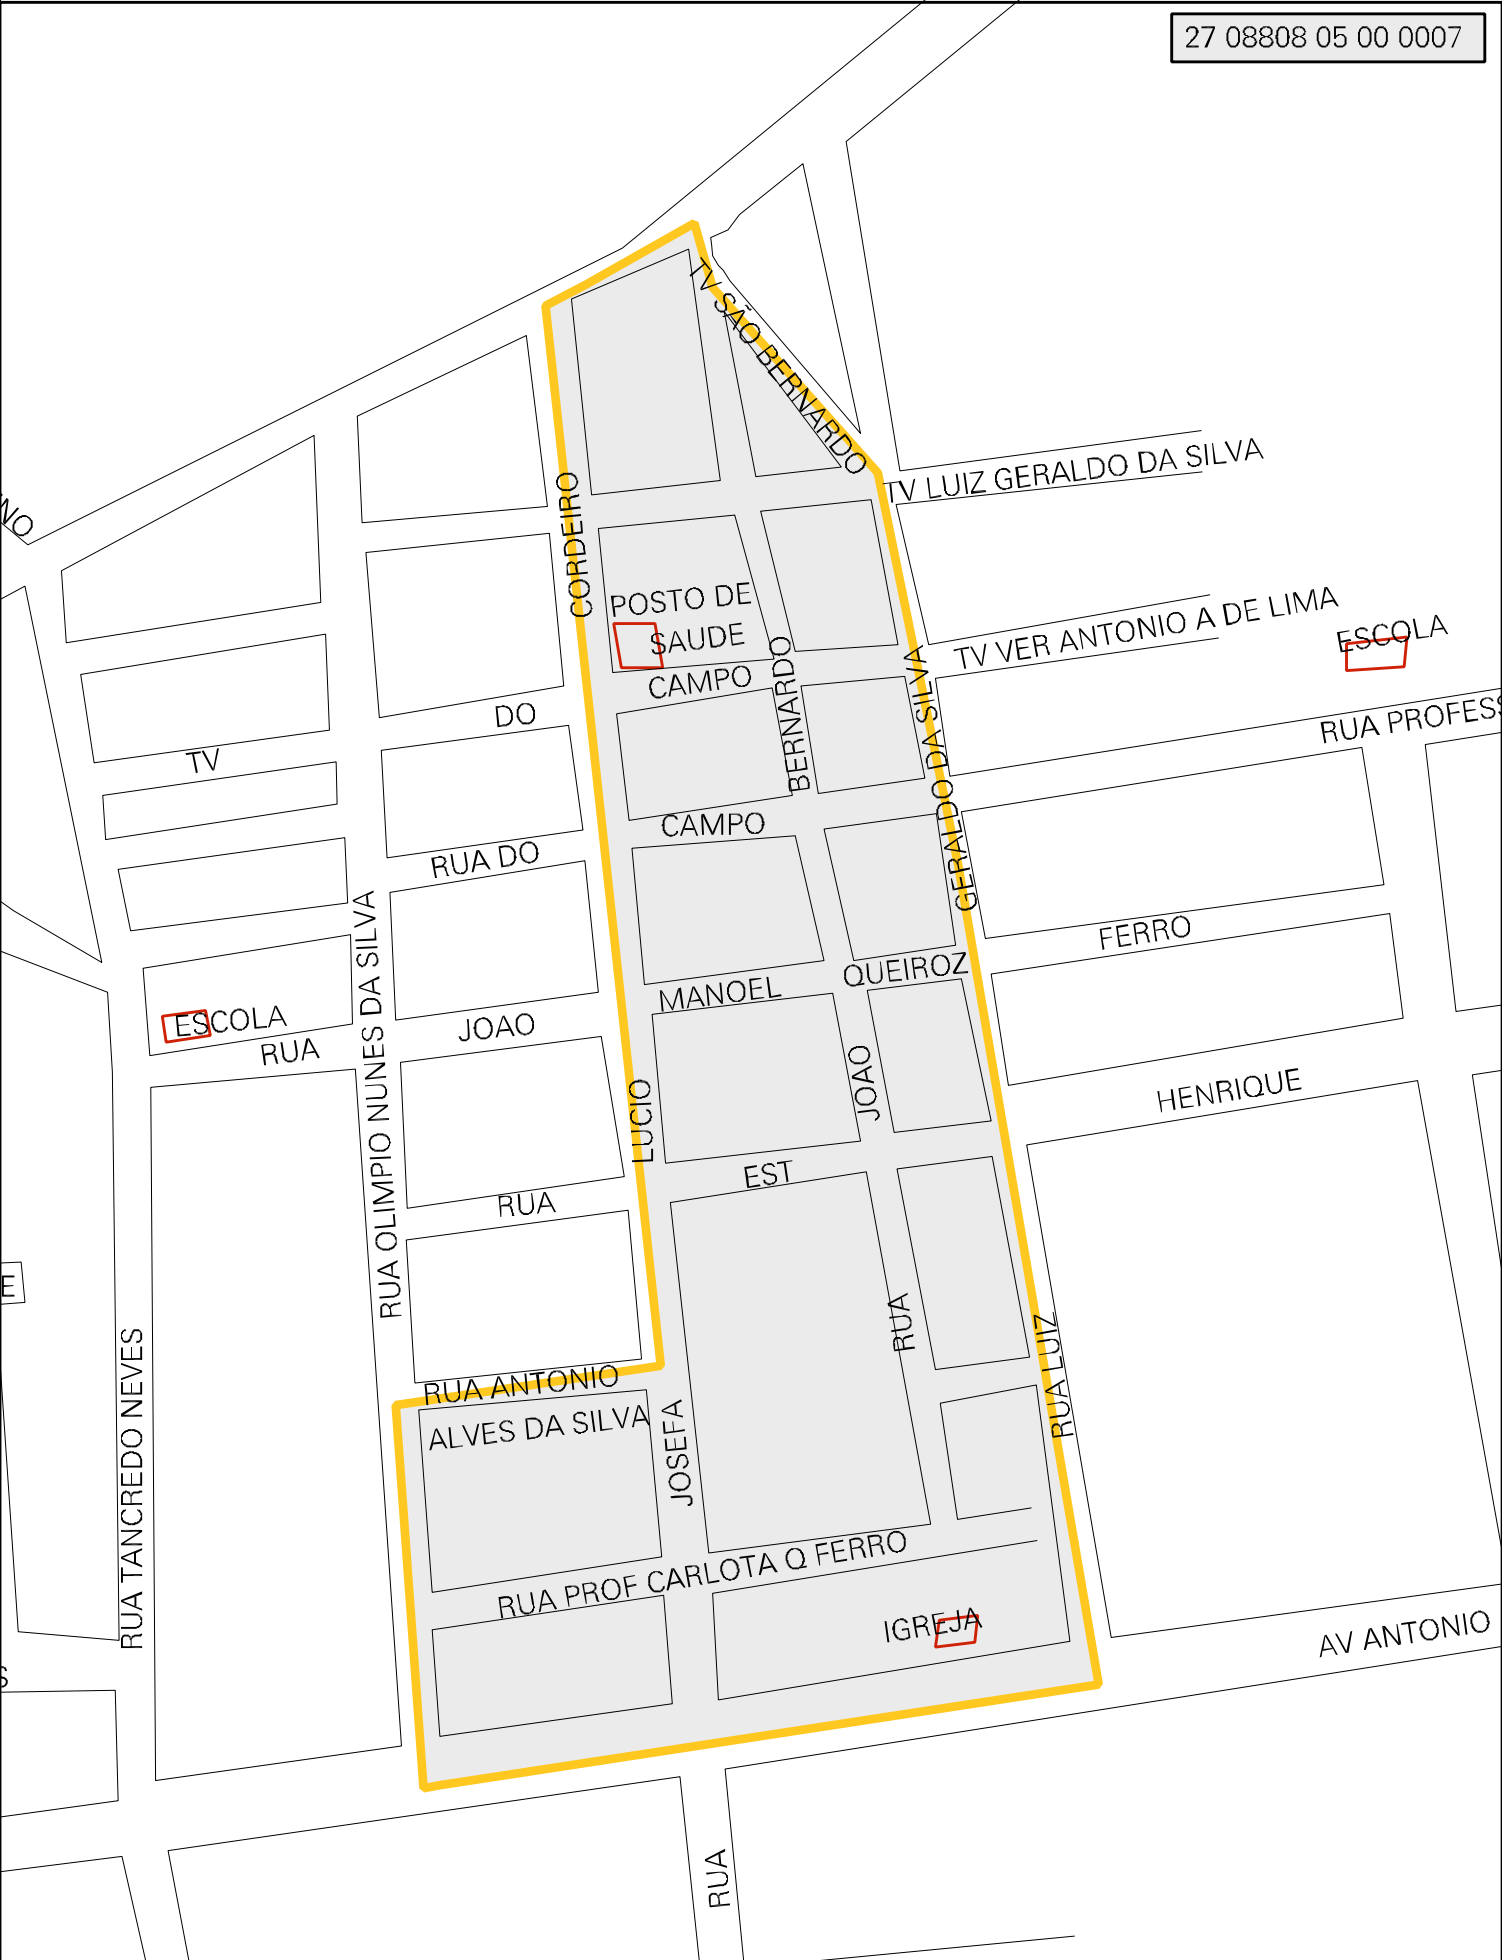 27 08808 05 00 0007
TV SÃO BERNARDO
TV LUIZ GERALDO DA SILVA
NO
CORDEIRO
POSTO DE
SAUDE
TV VER ANTONIO A DE LIMA
ESCOLA
CAMPO
DO
BERNARDO
GERALDO DA SILVA
RUA PROFESS
TV
CAMPO
RUA DO
RUA OLIMPIO NUNES DA SILVA
FERRO
QUEIROZ
MANOEL
ESCOLA
JOAO
RUA
JOAO
LUCIO
HENRIQUE
EST
RUA
E
RUA
RUA LUIZ
RUA TANCREDO NEVES
RUA ANTONIO
ALVES DA SILVA
JOSEFA
RUA PROF CARLOTA Q FERRO
IGREJA
AV ANTONIO
S
RUA